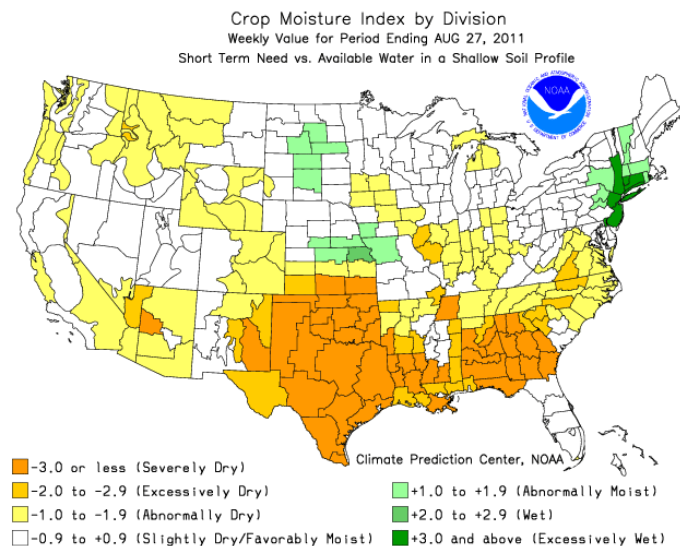 Crop Moisture Index by Division
Weekly Value for Period Ending AUG 27, 2011
Short Term Need vs. Available Water in a Shallow Soil Profile
NOAA
Climate Prediction Center, NOAA
-3.0 or less (Severely Dry)
-2.0 to -2.9 (Excessively Dry)
-1.0 to -1.9 (Abnormally Dry)
-0.9 to +0.9 (Slightly Dry/Favorably Moist)
+1.0 to +1.9 (Abnormally Moist)
+2.0 to +2.9 (Wet)
+3.0 and above (Excessively Wet)